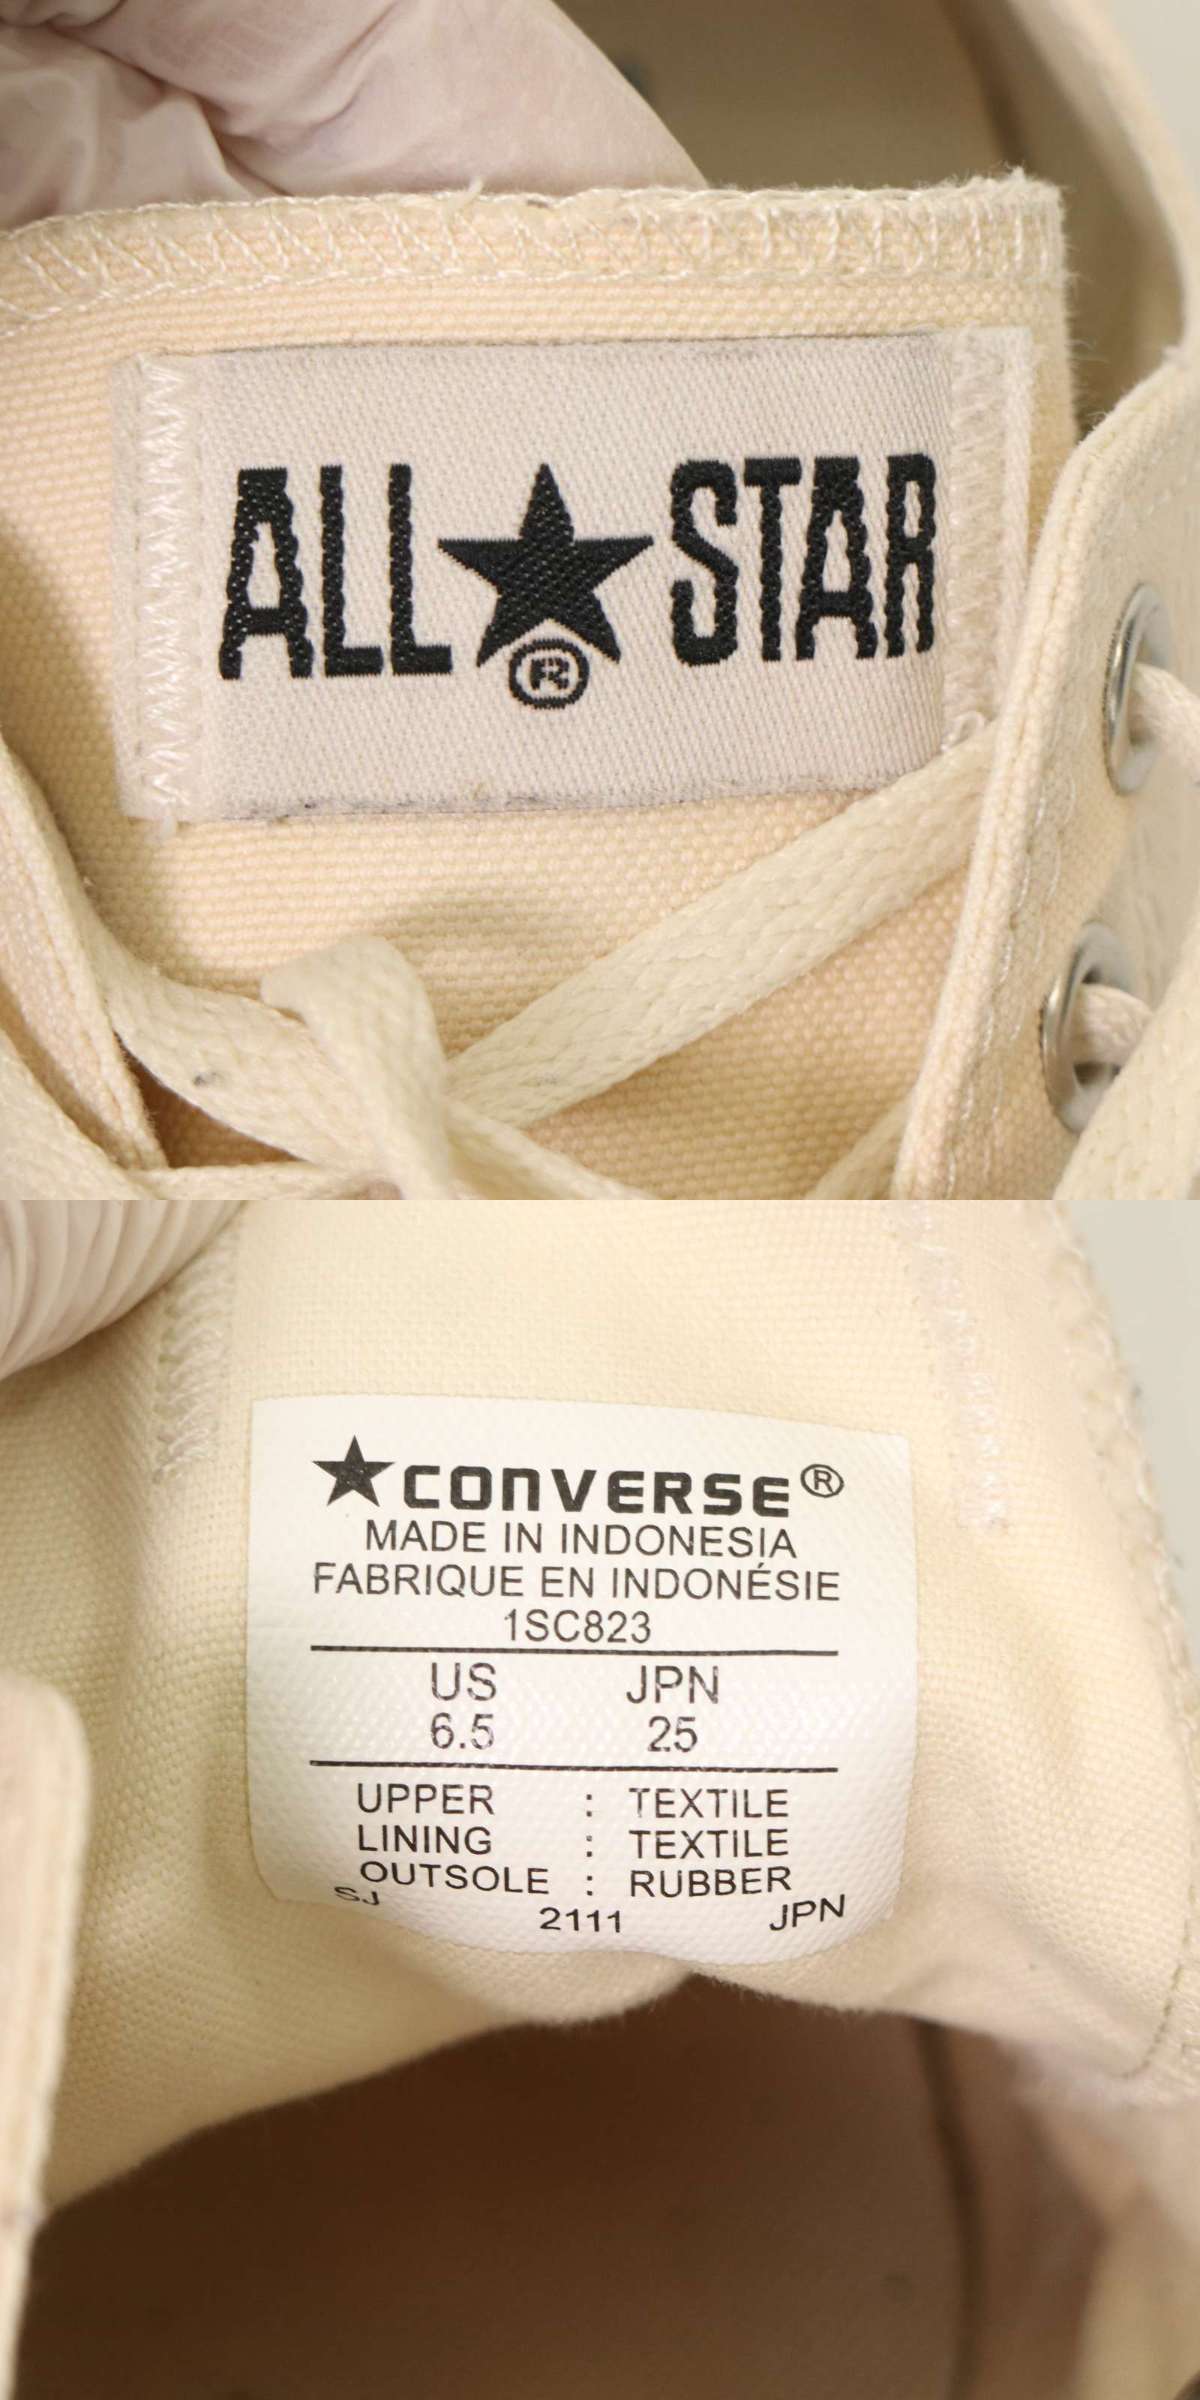 ALL★STAR
®
★CONVERSE®
MADE IN INDONESIA
FABRIQUE EN INDONÉSIE
1SC823
US JPN
6.5 25
UPPER : TEXTILE
LINING : TEXTILE
OUTSOLE : RUBBER
SJ 2111 JPN